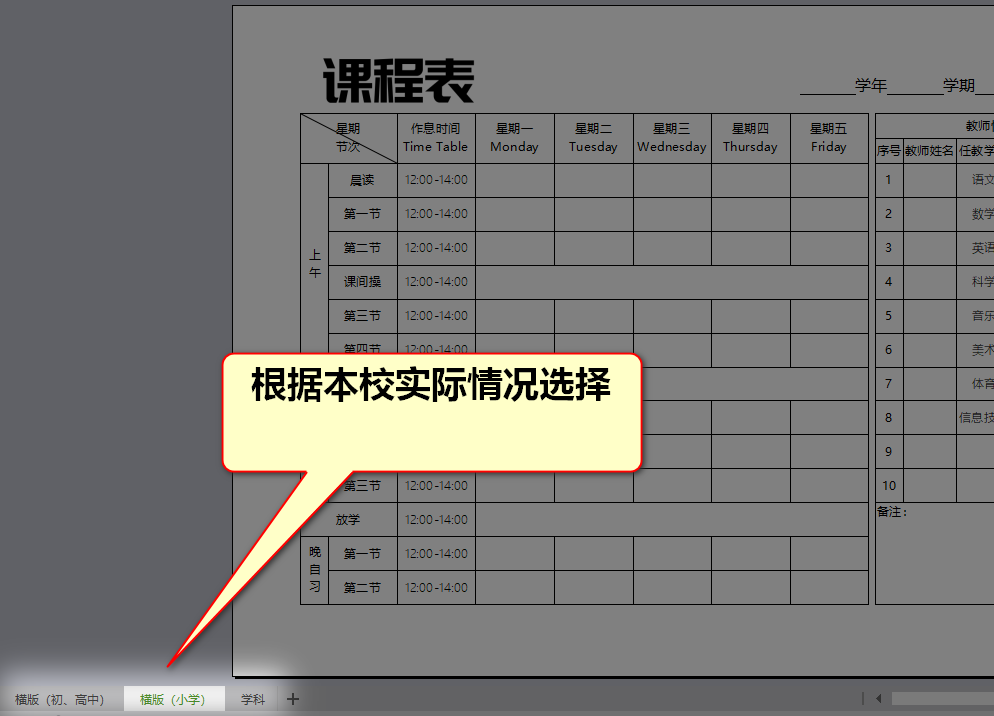 课程表
______学年______学期__
星期
节次
作息时间
Time Table
星期一
Monday
星期二
Tuesday
星期三
Wednesday
星期四
Thursday
星期五
Friday
上午
晨读 12:00-14:00
第一节 12:00-14:00
第二节 12:00-14:00
课间操 12:00-14:00
第三节 12:00-14:00
第四节 12:00-14:00
根据本校实际情况选择
第三节 12:00-14:00
放学 12:00-14:00
晚自习
第一节 12:00-14:00
第二节 12:00-14:00
教师
序号 教师姓名 任教学
1 语文
2 数学
3 英语
4 科学
5 音乐
6 美术
7 体育
8 信息技
9
10
备注：
横版（初、高中） 横版（小学） 学科 +